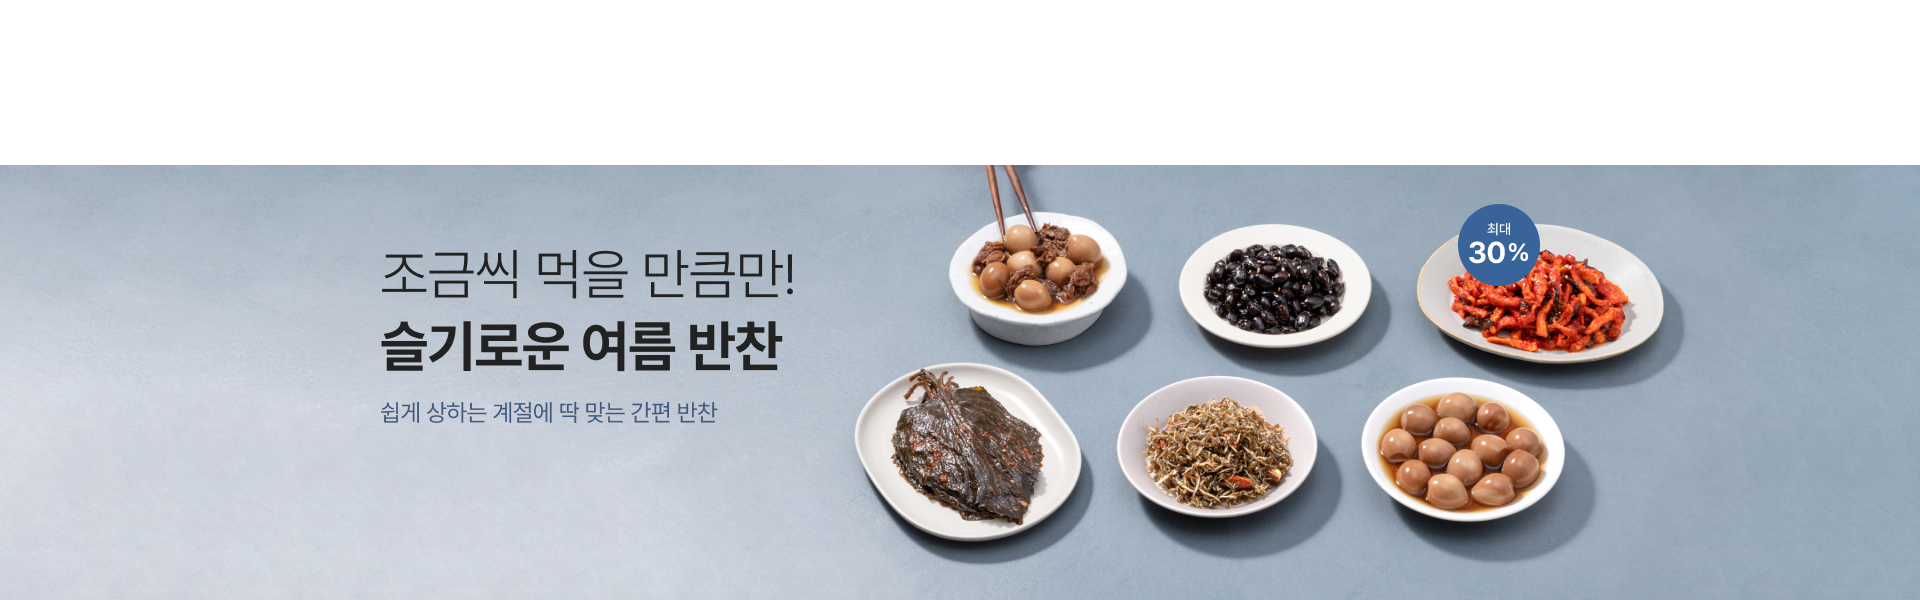 조금씩 먹을 만큼만!
슬기로운 여름 반찬
쉽게 상하는 계절에 딱 맞는 간편 반찬
최대
30%